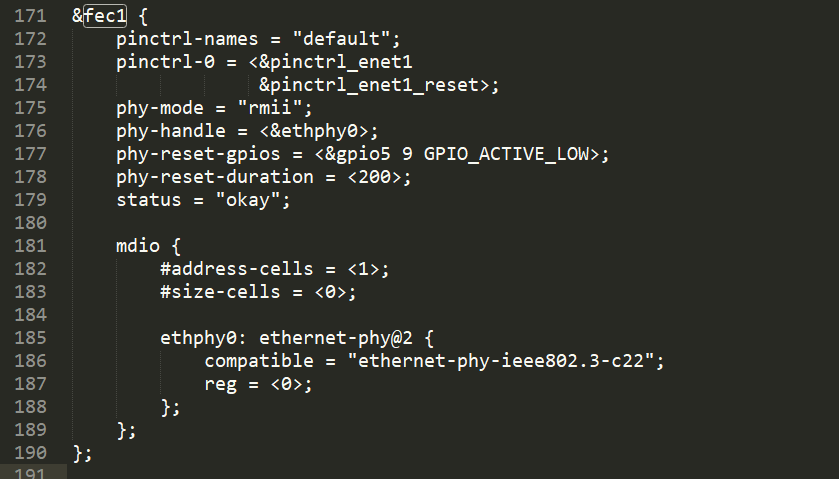 171 &fec1 {
172 pinctrl-names = "default";
173 pinctrl-0 = <&pinctrl_enet1
174 &pinctrl_enet1_reset>;
175 phy-mode = "rmii";
176 phy-handle = <&ethphy0>;
177 phy-reset-gpios = <&gpio5 9 GPIO_ACTIVE_LOW>;
178 phy-reset-duration = <200>;
179 status = "okay";
180
181 mdio {
182 #address-cells = <1>;
183 #size-cells = <0>;
184
185 ethphy0: ethernet-phy@2 {
186 compatible = "ethernet-phy-ieee802.3-c22";
187 reg = <0>;
188 };
189 };
190 };
191